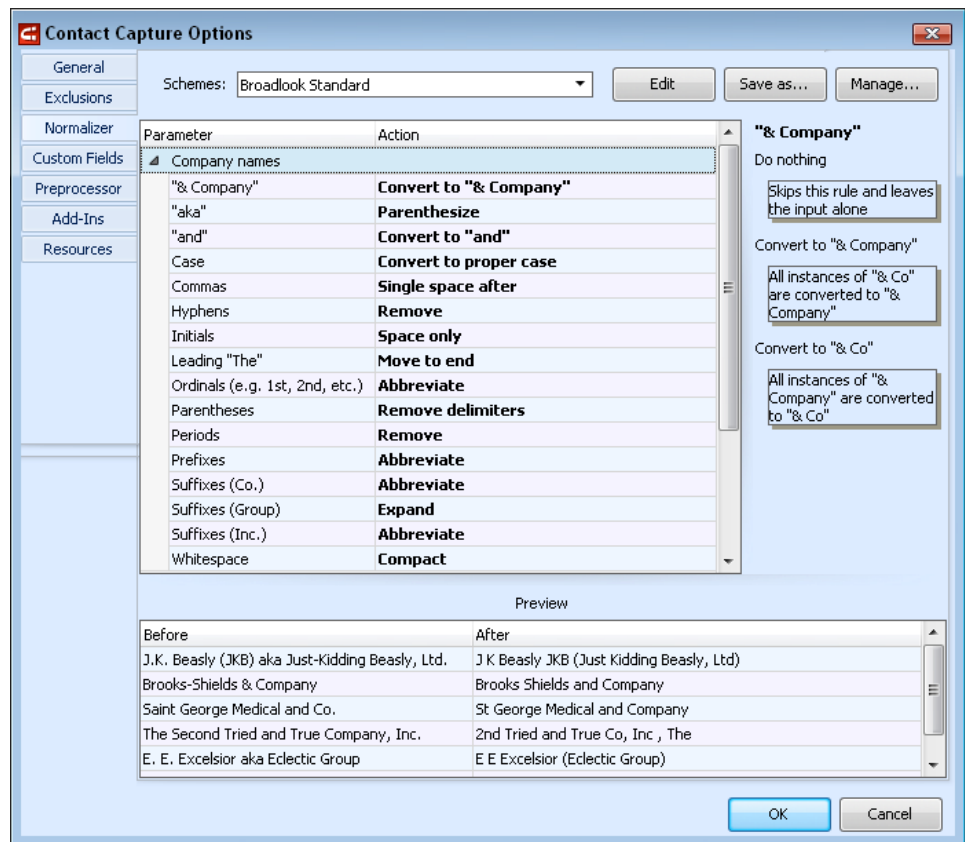 Contact Capture Options
General
Exclusions
Normalizer
Custom Fields
Preprocessor
Add-Ins
Resources
Schemes: Broadlook Standard Edit Save as... Manage...
Parameter Action
Company names
"& Company" Convert to "& Company"
"aka" Parenthesize
"and" Convert to "and"
Case Convert to proper case
Commas Single space after
Hyphens Remove
Initials Space only
Leading "The" Move to end
Ordinals (e.g. 1st, 2nd, etc.) Abbreviate
Parentheses Remove delimiters
Periods Remove
Prefixes Abbreviate
Suffixes (Co.) Abbreviate
Suffixes (Group) Expand
Suffixes (Inc.) Abbreviate
Whitespace Compact
"& Company"
Do nothing
Skips this rule and leaves
the input alone
Convert to "& Company"
All instances of "& Co"
are converted to "&
Company"
Convert to "& Co"
All instances of "&
Company" are converted
to "& Co"
Preview
Before After
J.K. Beasly (JKB) aka Just-Kidding Beasly, Ltd. J K Beasly JKB (Just Kidding Beasly, Ltd)
Brooks-Shields & Company Brooks Shields and Company
Saint George Medical and Co. St George Medical and Company
The Second Tried and True Company, Inc. 2nd Tried and True Co, Inc , The
E. E. Excelsior aka Eclectic Group E E Excelsior (Eclectic Group)
OK Cancel